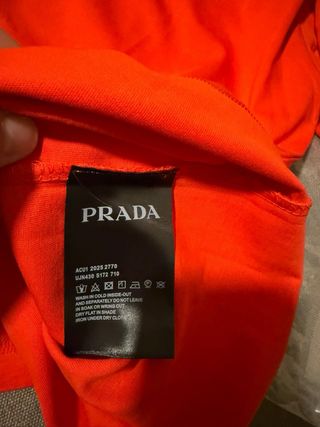 PRADA
ACU1 2025 2770
UJN430 S172 710
WASH IN COLD INSIDE-OUT
AND SEPARATELY DO NOT LEAVE
IN SOAK OR WRING OUT
DRY FLAT IN SHADE
IRON UNDER DRY CLOTH